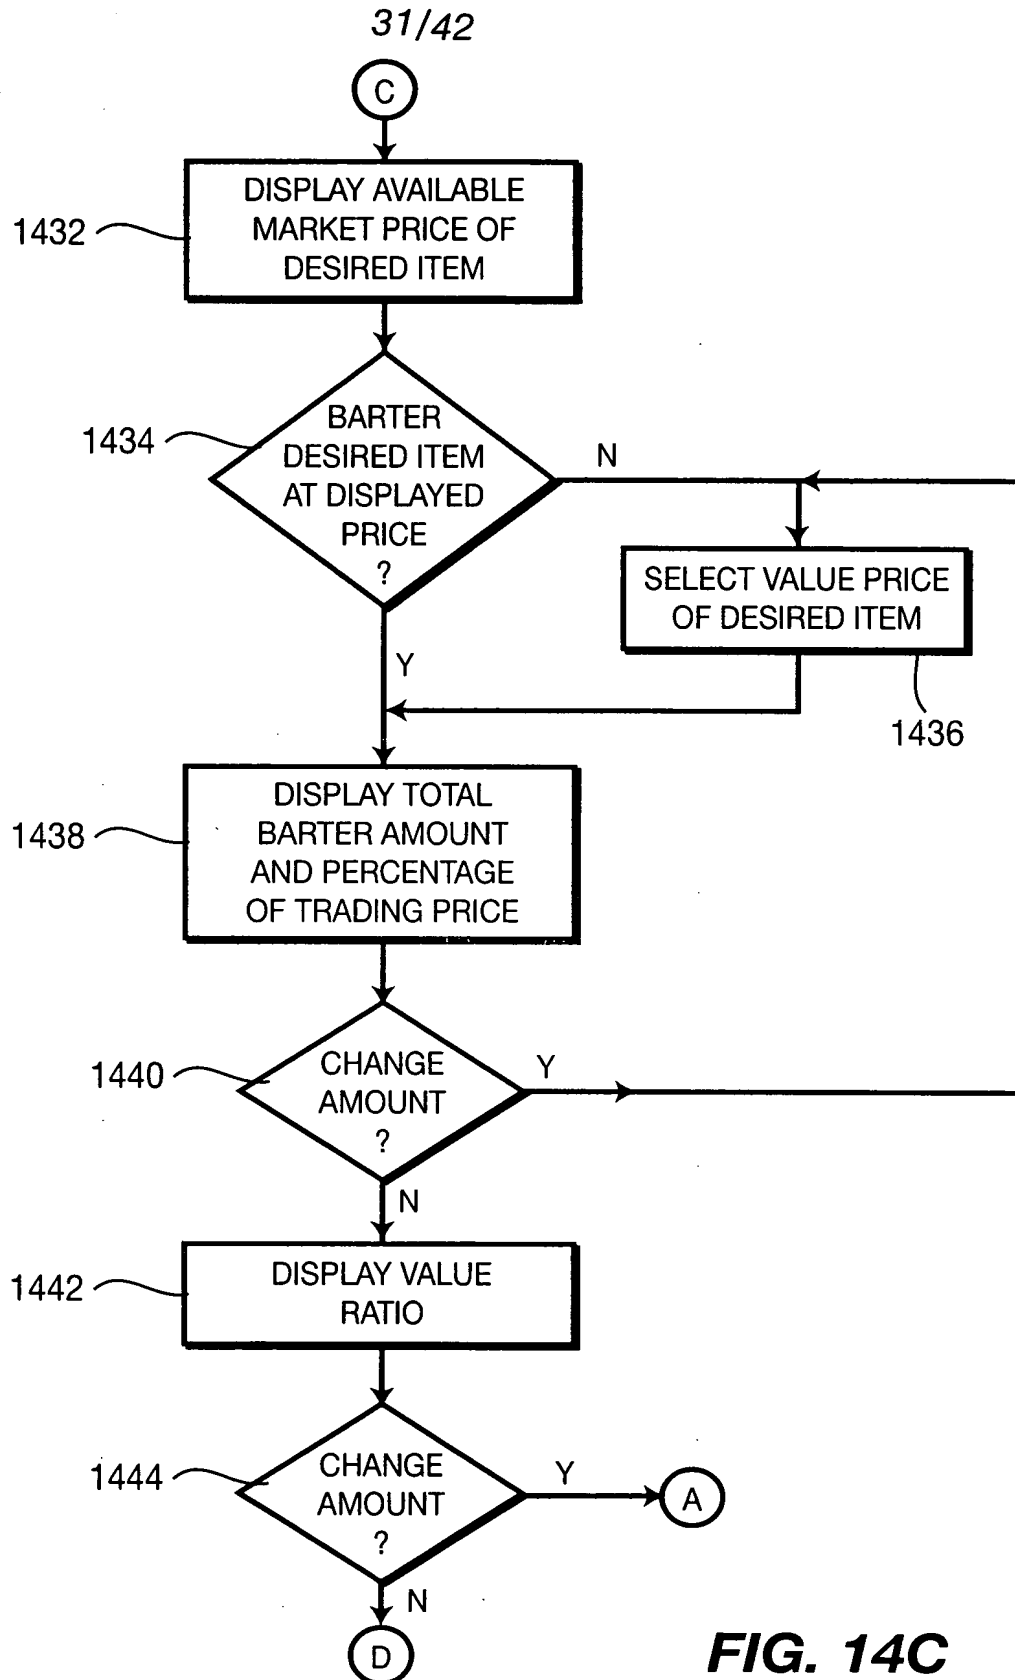 31/42
C
DISPLAY AVAILABLE
MARKET PRICE OF
DESIRED ITEM
1432
BARTER
DESIRED ITEM
AT DISPLAYED
PRICE
?
1434
N
SELECT VALUE PRICE
OF DESIRED ITEM
1436
Y
DISPLAY TOTAL
BARTER AMOUNT
AND PERCENTAGE
OF TRADING PRICE
1438
CHANGE
AMOUNT
?
1440
Y
N
DISPLAY VALUE
RATIO
1442
CHANGE
AMOUNT
?
1444
Y
A
N
D
FIG. 14C